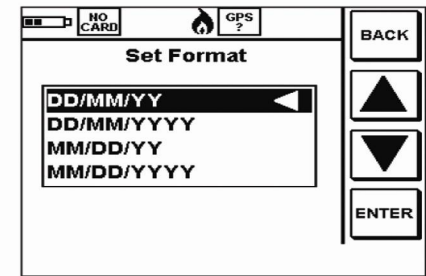 NO
CARD
GPS
?
BACK
Set Format
DD/MM/YY
DD/MM/YYYY
MM/DD/YY
MM/DD/YYYY
ENTER